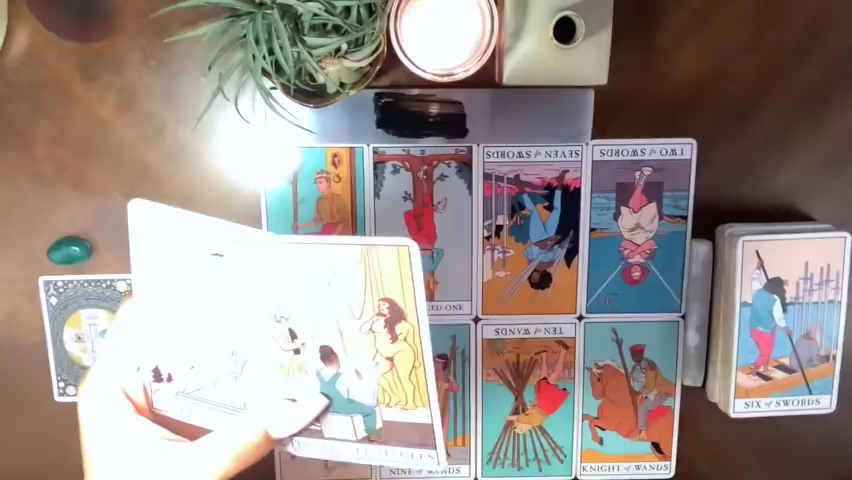 SEVEN of SWORDS
TWO of SWORDS
GED ONE
TEN of WANDS
SIX of SWORDS
NINE of WANDS
KNIGHT of WANDS